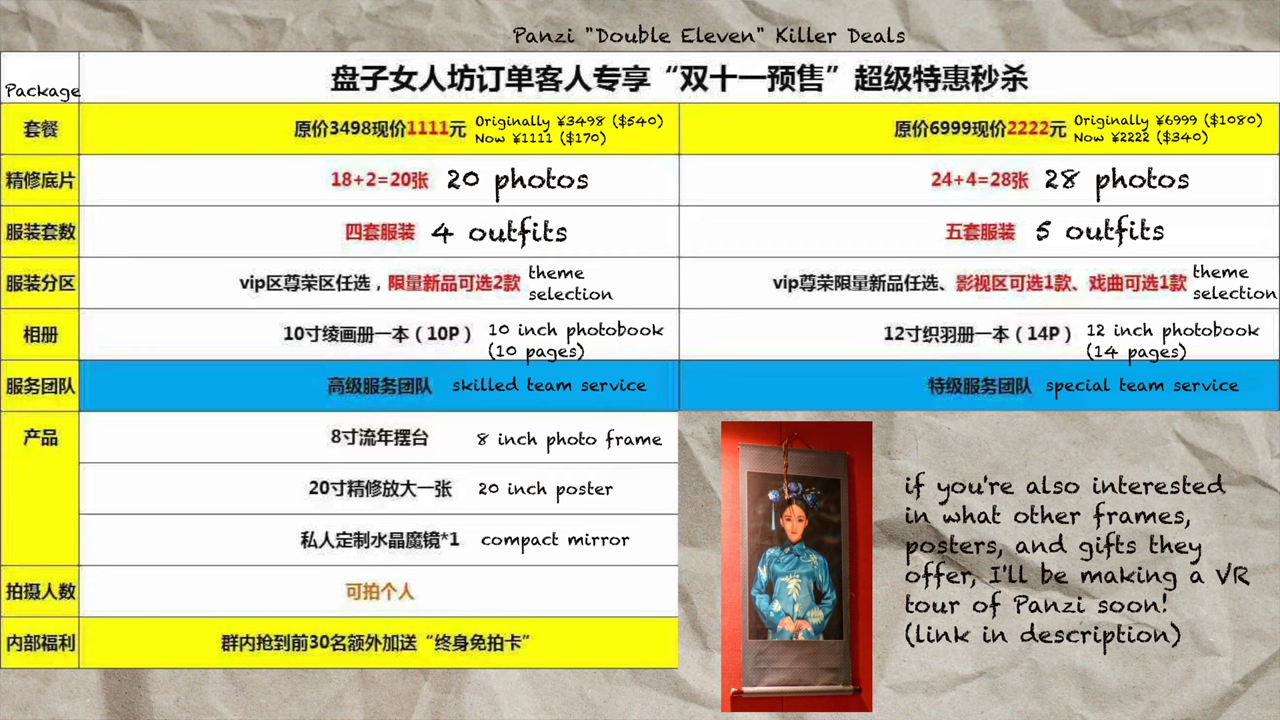 Panzi "Double Eleven" Killer Deals
盘子女人坊订单客人专享“双十一预售”超级特惠秒杀
Package
套餐 原价3498现价1111元 Originally ¥3498 ($540) 原价6999现价2222元 Originally ¥6999 ($1080)
Now ¥1111 ($170) Now ¥2222 ($340)
精修底片 18+2=20张 20 photos 24+4=28张 28 photos
服装套数 四套服装 4 outfits 五套服装 5 outfits
服装分区 vip区尊荣区任选，限量新品可选2款 theme vip尊荣限量新品任选、影视区可选1款、戏曲可选1款 theme
selection selection
相册 10寸绫画册一本（10P） 10 inch photobook 12寸织羽册一本（14P） 12 inch photobook
(10 pages) (14 pages)
服务团队 高级服务团队 skilled team service 特级服务团队 special team service
产品 8寸流年摆台 8 inch photo frame
20寸精修放大一张 20 inch poster
私人定制水晶魔镜*1 compact mirror
拍摄人数 可拍个人
内部福利 群内抢到前30名额外加送“终身免拍卡”
if you're also interested
in what other frames,
posters, and gifts they
offer, I'll be making a VR
tour of Panzi soon!
(link in description)